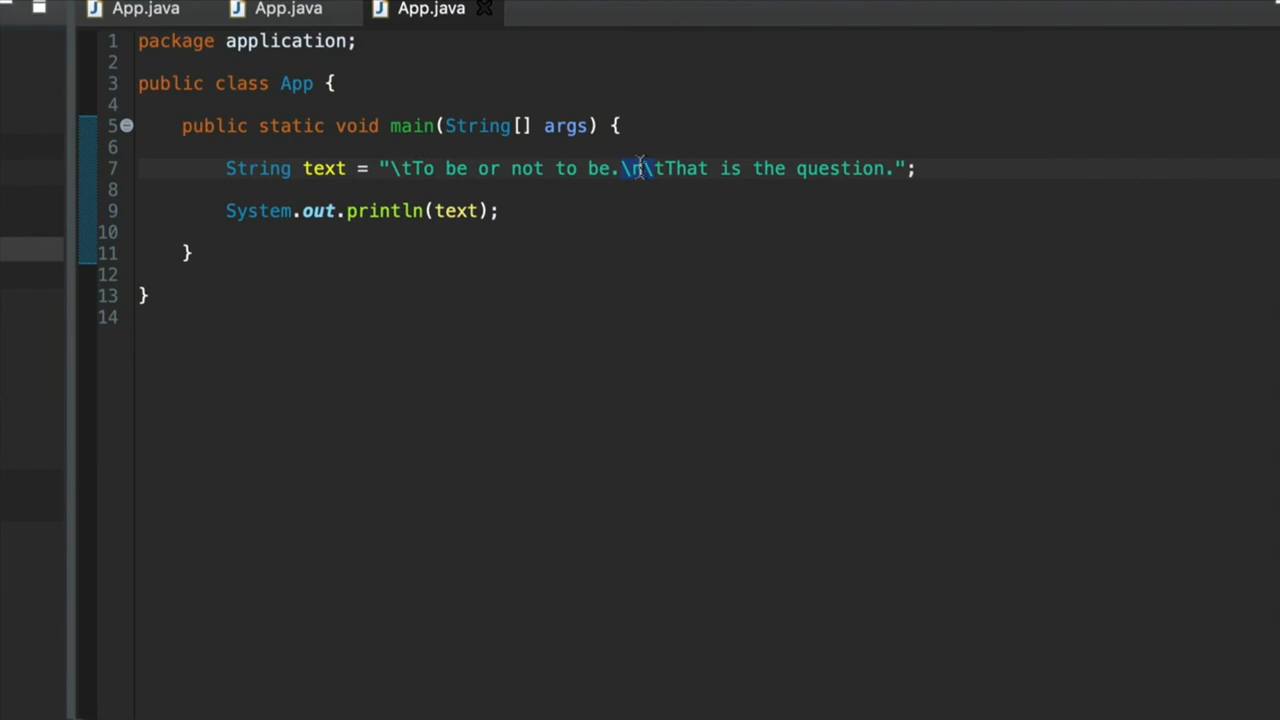 App.java App.java App.java
1 package application;
2
3 public class App {
4
5 public static void main(String[] args) {
6
7 String text = "\tTo be or not to be.\n\tThat is the question.";
8
9 System.out.println(text);
10
11 }
12
13 }
14